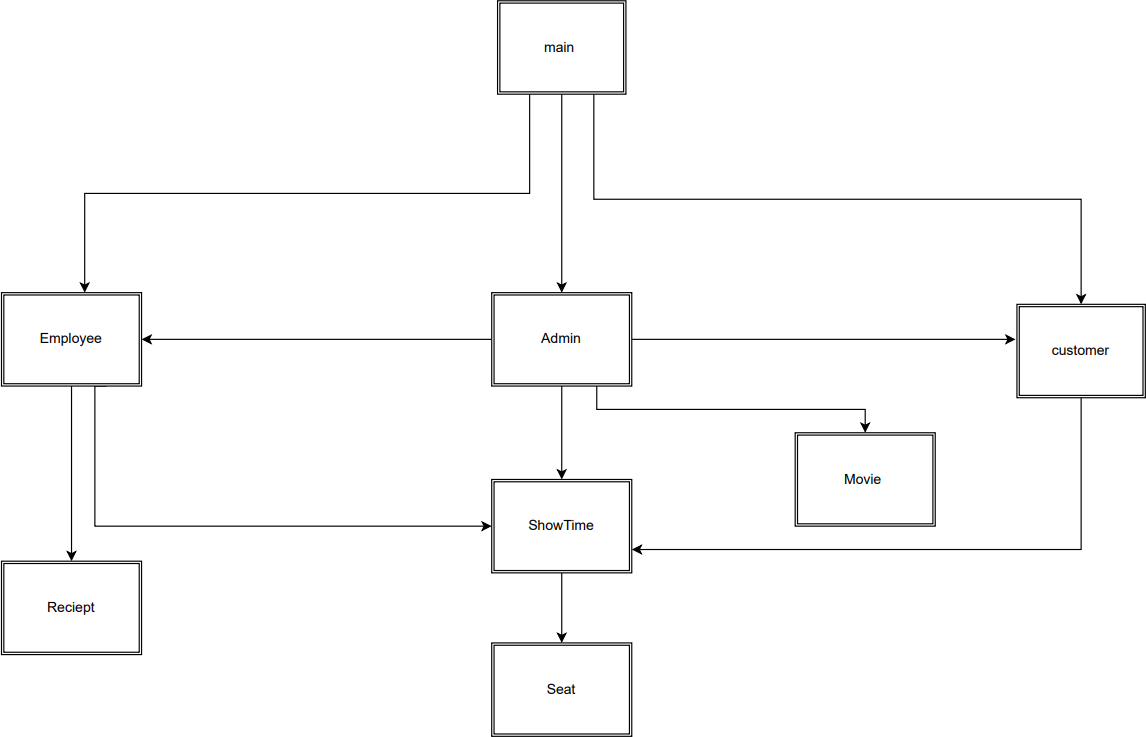 main
Employee
Admin
customer
Movie
ShowTime
Reciept
Seat